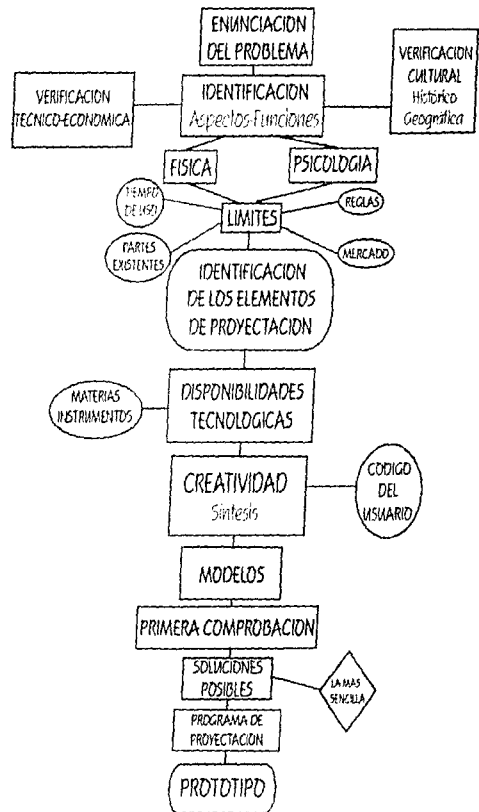 ENUNCIACION
DEL PROBLEMA
VERIFICACION
TECNICO-ECONOMICA
IDENTIFICACION
Aspectos-Funciones
VERIFICACION
CULTURAL
Histórico
Geográfica
FISICA
PSICOLOGIA
TIEMPO
DE USO
LIMITES
REGLAS
PARTES
EXISTENTES
MERCADO
IDENTIFICACION
DE LOS ELEMENTOS
DE PROYECTACION
MATERIAS
INSTRUMENTOS
DISPONIBILIDADES
TECNOLOGICAS
CREATIVIDAD
Síntesis
CODIGO
DEL
USUARIO
MODELOS
PRIMERA COMPROBACION
SOLUCIONES
POSIBLES
LA MAS
SENCILLA
PROGRAMA DE
PROYECTACION
PROTOTIPO